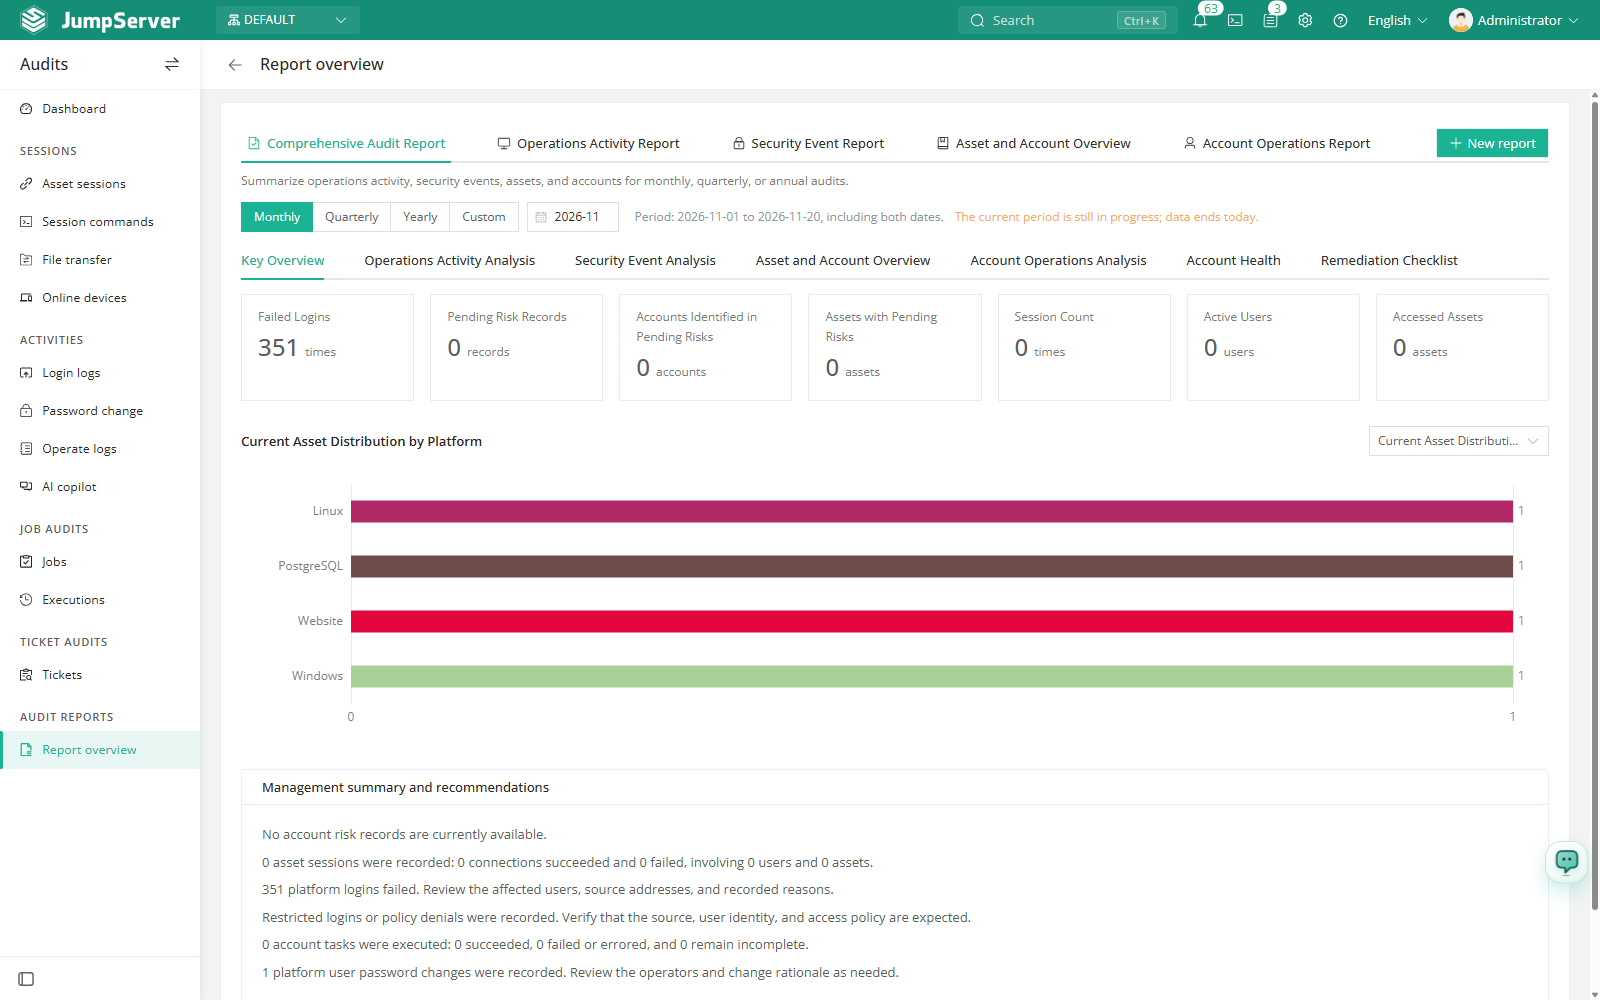 JumpServer
DEFAULT
Search
Ctrl+K
63
3
English
Administrator
Audits
Report overview
Dashboard
SESSIONS
Asset sessions
Session commands
File transfer
Online devices
ACTIVITIES
Login logs
Password change
Operate logs
AI copilot
JOB AUDITS
Jobs
Executions
TICKET AUDITS
Tickets
AUDIT REPORTS
Report overview
Comprehensive Audit Report
Operations Activity Report
Security Event Report
Asset and Account Overview
Account Operations Report
New report
Summarize operations activity, security events, assets, and accounts for monthly, quarterly, or annual audits.
Monthly
Quarterly
Yearly
Custom
2026-11
Period: 2026-11-01 to 2026-11-20, including both dates.
The current period is still in progress; data ends today.
Key Overview
Operations Activity Analysis
Security Event Analysis
Asset and Account Overview
Account Operations Analysis
Account Health
Remediation Checklist
Failed Logins
351 times
Pending Risk Records
0 records
Accounts Identified in
Pending Risks
0 accounts
Assets with Pending
Risks
0 assets
Session Count
0 times
Active Users
0 users
Accessed Assets
0 assets
Current Asset Distribution by Platform
Current Asset Distributi...
Linux
1
PostgreSQL
1
Website
1
Windows
1
0
1
Management summary and recommendations
No account risk records are currently available.
0 asset sessions were recorded: 0 connections succeeded and 0 failed, involving 0 users and 0 assets.
351 platform logins failed. Review the affected users, source addresses, and recorded reasons.
Restricted logins or policy denials were recorded. Verify that the source, user identity, and access policy are expected.
0 account tasks were executed: 0 succeeded, 0 failed or errored, and 0 remain incomplete.
1 platform user password changes were recorded. Review the operators and change rationale as needed.